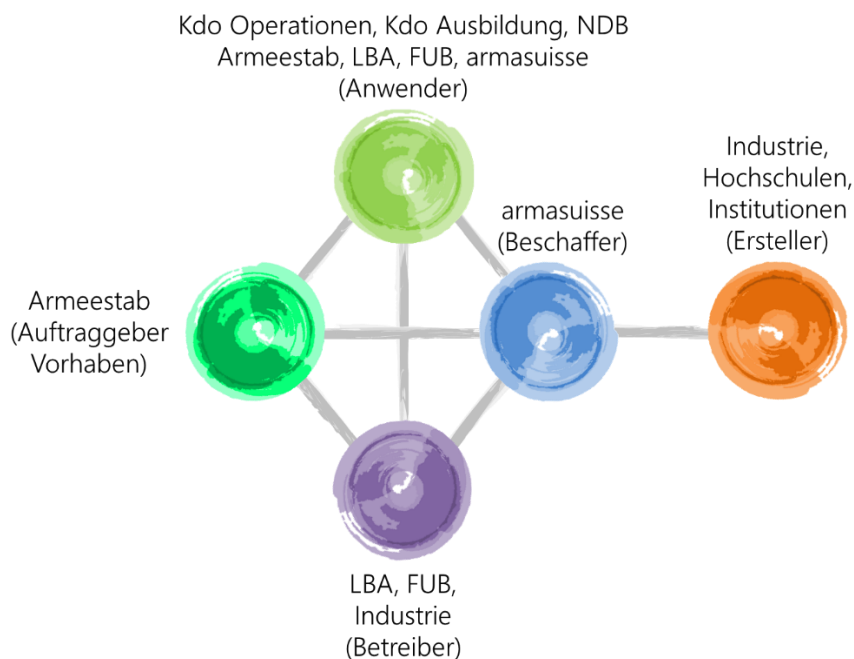 Kdo Operationen, Kdo Ausbildung, NDB
Armeestab, LBA, FUB, armasuisse
(Anwender)
Industrie,
Hochschulen,
Institutionen
(Ersteller)
armasuisse
(Beschaffer)
Armeestab
(Auftraggeber
Vorhaben)
LBA, FUB,
Industrie
(Betreiber)